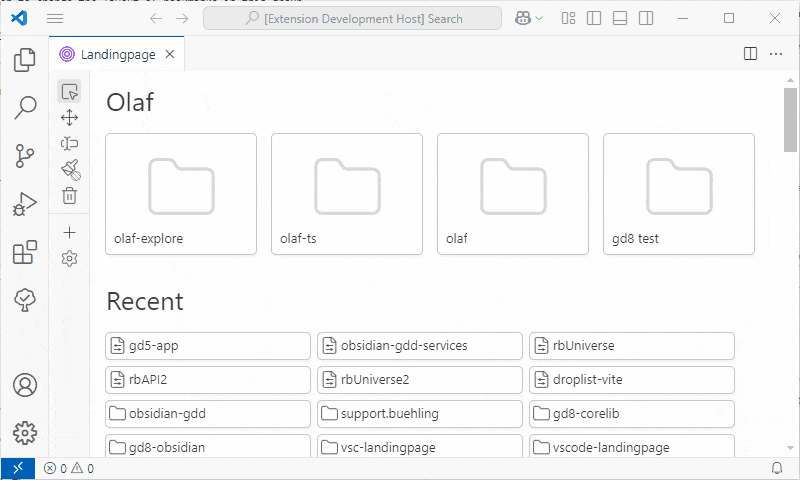 [Extension Development Host] Search
Landingpage
Olaf
olaf-explore
olaf-ts
olaf
gd8 test
Recent
gd5-app
obsidian-gdd-services
rbUniverse
rbAPI2
rbUniverse2
droplist-vite
obsidian-gdd
support.buehling
gd8-corelib
gd8-obsidian
vsc-landingpage
vscode-landingpage
0 0